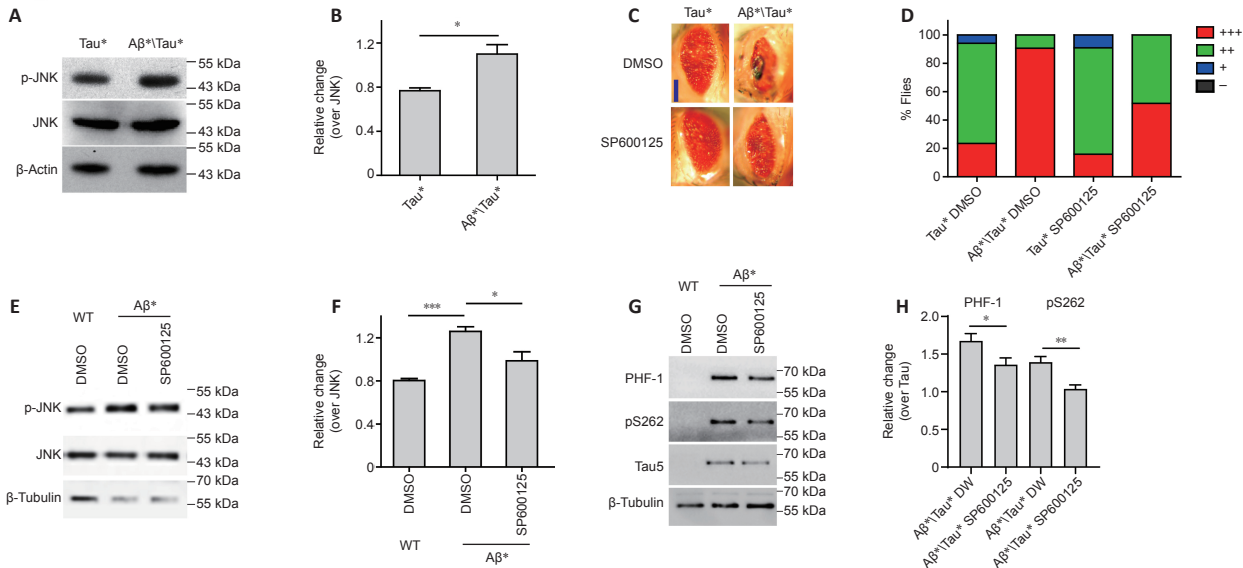 A
Tau* Aβ*\Tau*
p-JNK
55 kDa
43 kDa
JNK
55 kDa
43 kDa
β-Actin
55 kDa
43 kDa
B
*
Relative change
(over JNK)
1.2
0.8
0.4
0
Tau*
Aβ*\Tau*
C
Tau* Aβ*\Tau*
DMSO
SP600125
D
% Flies
100
80
60
40
20
0
Tau* DMSO
Aβ*\Tau* DMSO
Tau* SP600125
Aβ*\Tau* SP600125
+++
++
+
–
E
WT
Aβ*
DMSO
DMSO
SP600125
p-JNK
55 kDa
43 kDa
JNK
55 kDa
43 kDa
β-Tubulin
70 kDa
55 kDa
F
*** *
Relative change
(over JNK)
1.2
0.8
0.4
0
DMSO
DMSO
SP600125
WT
Aβ*
G
WT
Aβ*
DMSO
DMSO
SP600125
PHF-1
70 kDa
55 kDa
pS262
70 kDa
55 kDa
Tau5
70 kDa
55 kDa
β-Tubulin
70 kDa
55 kDa
H
PHF-1 pS262
* **
Relative change
(over Tau)
2.0
1.5
1.0
0.5
0
Aβ*\Tau* DW
Aβ*\Tau* SP600125
Aβ*\Tau* DW
Aβ*\Tau* SP600125